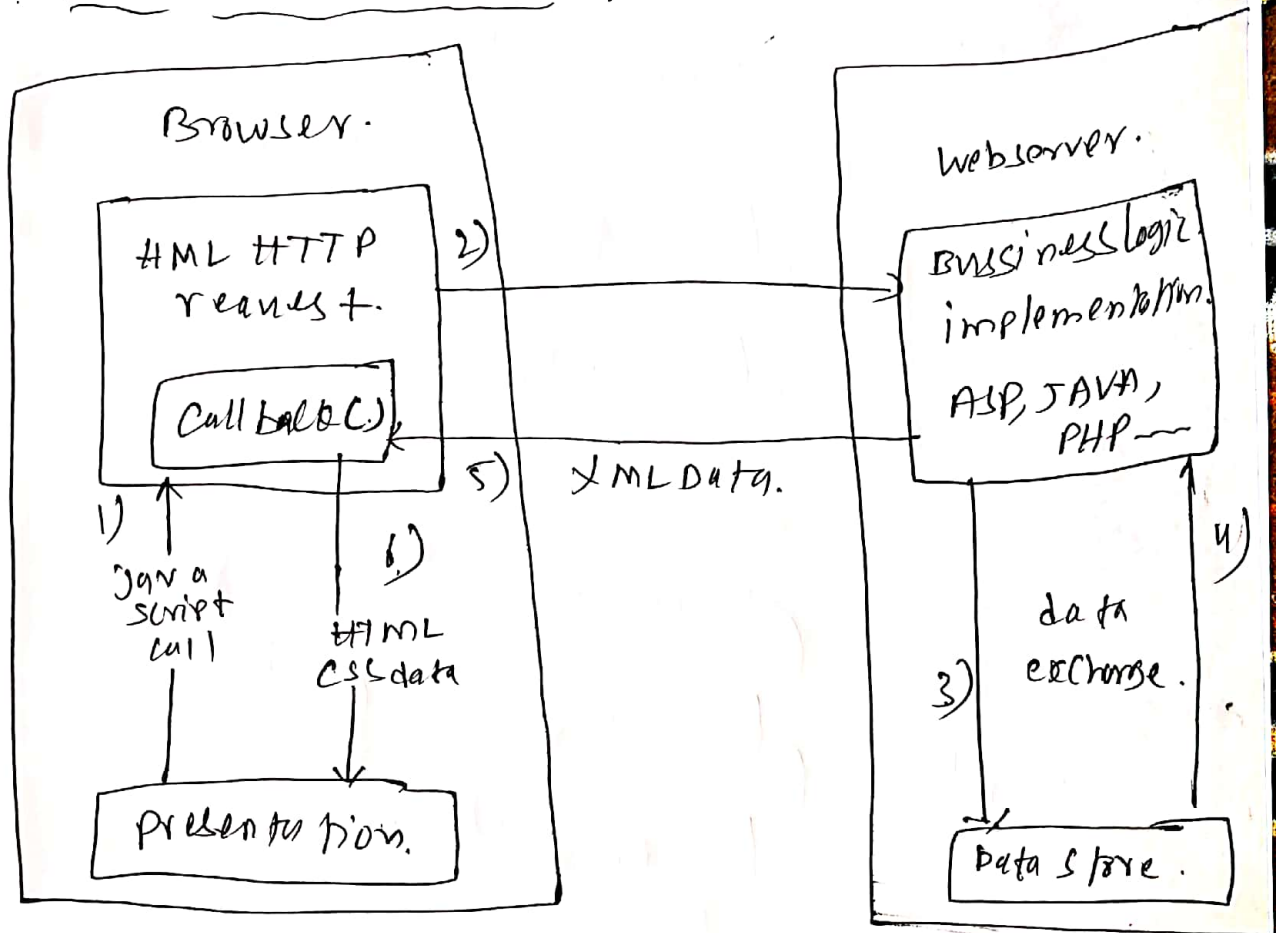 Browser.
HML HTTP
request.
Callback()
1)
Java
script
call
2)
5)
XML Data.
6)
HTML
CSS data
presentation.
Webserver.
Bussiness logic
implementation.
ASP, JAVA,
PHP
3)
data
exchange.
4)
Data Store.